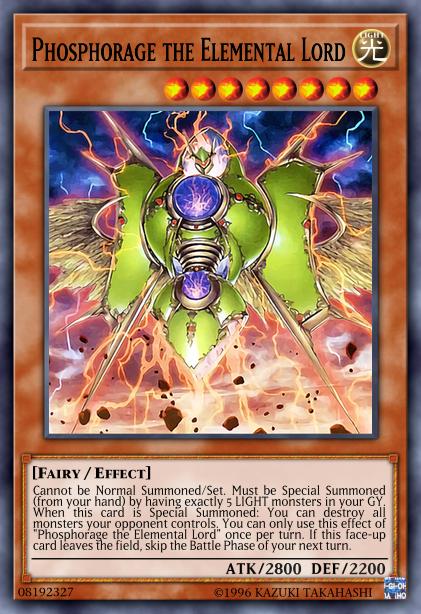 PHOSPHORAGE THE ELEMENTAL LORD
LIGHT
光
[FAIRY / EFFECT]
Cannot be Normal Summoned/Set. Must be Special Summoned
(from your hand) by having exactly 5 LIGHT monsters in your GY.
When this card is Special Summoned: You can destroy all
monsters your opponent controls. You can only use this effect of
"Phosphorage the Elemental Lord" once per turn. If this face-up
card leaves the field, skip the Battle Phase of your next turn.
ATK/2800 DEF/2200
08192327
©1996 KAZUKI TAKAHASHI